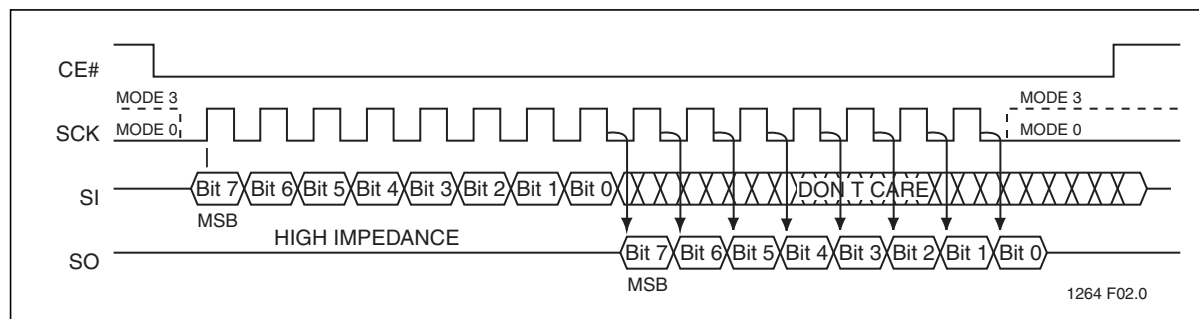 CE#
MODE 3
MODE 3
SCK
MODE 0
MODE 0
SI
Bit 7 Bit 6 Bit 5 Bit 4 Bit 3 Bit 2 Bit 1 Bit 0
DON T CARE
MSB
HIGH IMPEDANCE
SO
Bit 7 Bit 6 Bit 5 Bit 4 Bit 3 Bit 2 Bit 1 Bit 0
MSB
1264 F02.0